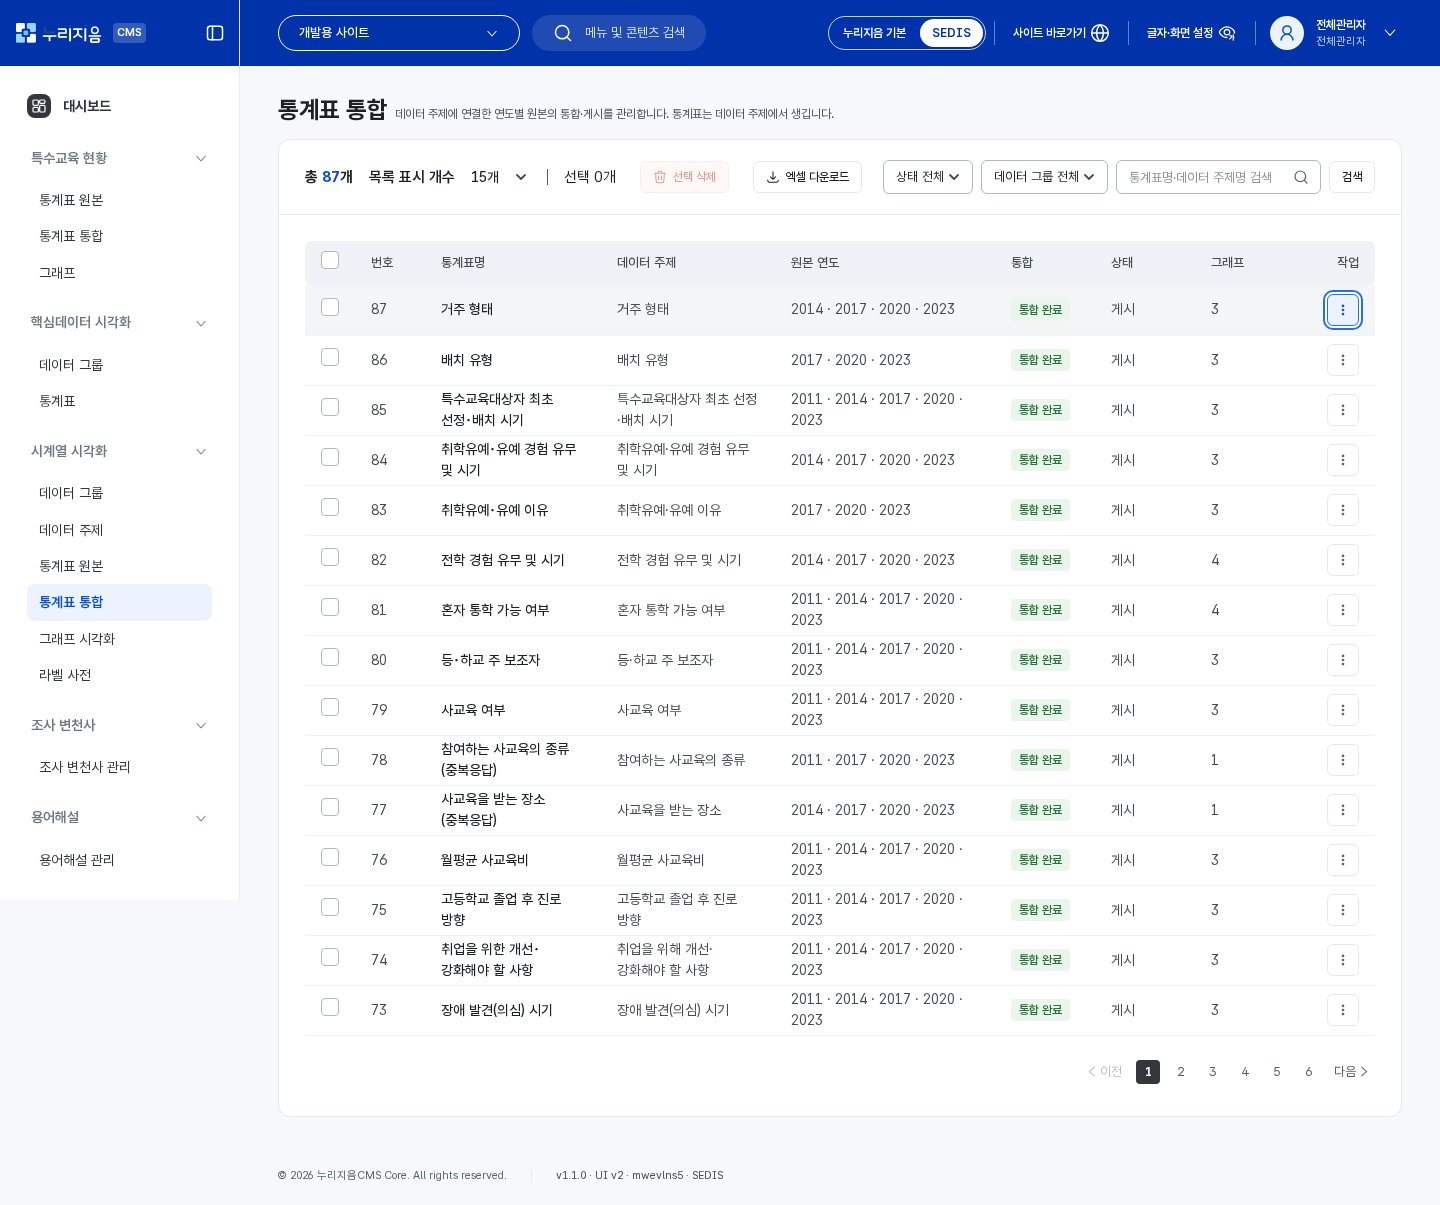 누리지음 CMS
개발용 사이트
메뉴 및 콘텐츠 검색
누리지음 기본 SEDIS
사이트 바로가기
글자·화면 설정
전체관리자
전체관리자
대시보드
특수교육 현황
통계표 원본
통계표 통합
그래프
핵심데이터 시각화
데이터 그룹
통계표
시계열 시각화
데이터 그룹
데이터 주제
통계표 원본
통계표 통합
그래프 시각화
라벨 사전
조사 변천사
조사 변천사 관리
용어해설
용어해설 관리
통계표 통합 데이터 주제에 연결한 연도별 원본의 통합·게시를 관리합니다. 통계표는 데이터 주제에서 생깁니다.
총 87개 목록 표시 개수 15개 선택 0개 선택 삭제 엑셀 다운로드 상태 전체 데이터 그룹 전체 통계표명·데이터 주제명 검색 검색
번호 통계표명 데이터 주제 원본 연도 통합 상태 그래프 작업
87 거주 형태 거주 형태 2014 · 2017 · 2020 · 2023 통합 완료 게시 3
86 배치 유형 배치 유형 2017 · 2020 · 2023 통합 완료 게시 3
85 특수교육대상자 최초 선정·배치 시기 특수교육대상자 최초 선정·배치 시기 2011 · 2014 · 2017 · 2020 · 2023 통합 완료 게시 3
84 취학유예·유예 경험 유무 및 시기 취학유예·유예 경험 유무 및 시기 2014 · 2017 · 2020 · 2023 통합 완료 게시 3
83 취학유예·유예 이유 취학유예·유예 이유 2017 · 2020 · 2023 통합 완료 게시 3
82 전학 경험 유무 및 시기 전학 경험 유무 및 시기 2014 · 2017 · 2020 · 2023 통합 완료 게시 4
81 혼자 통학 가능 여부 혼자 통학 가능 여부 2011 · 2014 · 2017 · 2020 · 2023 통합 완료 게시 4
80 등·하교 주 보조자 등·하교 주 보조자 2011 · 2014 · 2017 · 2020 · 2023 통합 완료 게시 3
79 사교육 여부 사교육 여부 2011 · 2014 · 2017 · 2020 · 2023 통합 완료 게시 3
78 참여하는 사교육의 종류 (중복응답) 참여하는 사교육의 종류 2011 · 2017 · 2020 · 2023 통합 완료 게시 1
77 사교육을 받는 장소 (중복응답) 사교육을 받는 장소 2014 · 2017 · 2020 · 2023 통합 완료 게시 1
76 월평균 사교육비 월평균 사교육비 2011 · 2014 · 2017 · 2020 · 2023 통합 완료 게시 3
75 고등학교 졸업 후 진로 방향 고등학교 졸업 후 진로 방향 2011 · 2014 · 2017 · 2020 · 2023 통합 완료 게시 3
74 취업을 위한 개선·강화해야 할 사항 취업을 위해 개선·강화해야 할 사항 2011 · 2014 · 2017 · 2020 · 2023 통합 완료 게시 3
73 장애 발견(의심) 시기 장애 발견(의심) 시기 2011 · 2014 · 2017 · 2020 · 2023 통합 완료 게시 3
이전 1 2 3 4 5 6 다음
© 2026 누리지음CMS Core. All rights reserved. v1.1.0 · UI v2 · mwevlns5 · SEDIS